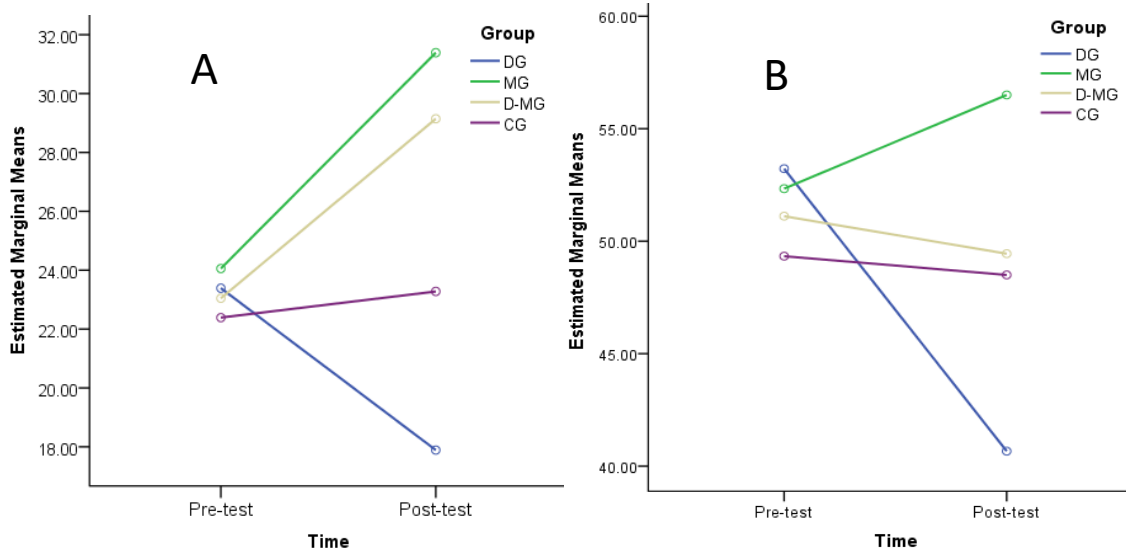 A
Group
DG
MG
D-MG
CG
32.00
30.00
28.00
26.00
24.00
22.00
20.00
18.00
Estimated Marginal Means
Pre-test
Post-test
Time
B
Group
DG
MG
D-MG
CG
60.00
55.00
50.00
45.00
40.00
Estimated Marginal Means
Pre-test
Post-test
Time